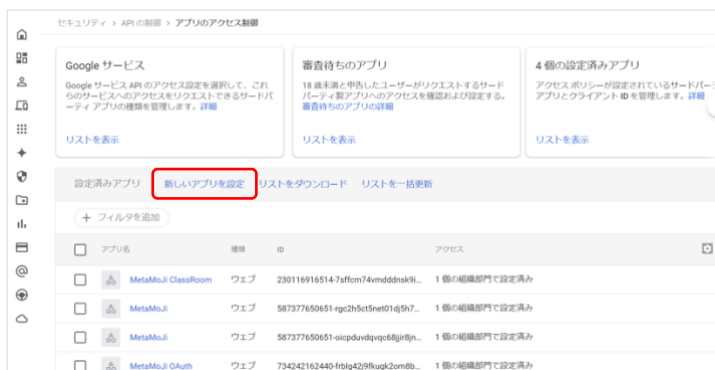 セキュリティ > API の制御 > アプリのアクセス制御
Google サービス
Google サービス API のアクセス設定を選択して、これ
らのサービスへのアクセスをリクエストできるサードパ
ーティ アプリの種類を管理します。詳細
リストを表示
審査待ちのアプリ
18 歳未満と申告したユーザーがリクエストするサード
パーティ製アプリへのアクセスを確認および設定する。
審査待ちのアプリの詳細
リストを表示
4 個の設定済みアプリ
アクセス ポリシーが設定されているサードパー
アプリとクライアント ID を管理します。詳細
リストを表示
設定済みアプリ 新しいアプリを設定 リストをダウンロード リストを一括更新
+ フィルタを追加
アプリ名 種類 ID アクセス
MetaMoJi ClassRoom ウェブ 230116916514-7sffcm74vmdddnsk9i... 1 個の組織部門で設定済み
MetaMoJi ウェブ 587377650651-rgc2h5ct5net01dj5h7... 1 個の組織部門で設定済み
MetaMoJi ウェブ 587377650651-oicpduvdqvqc68jjir8jn... 1 個の組織部門で設定済み
MetaMoJi OAuth ウェブ 734242162440-frblg42j9fkuqk2om8b... 1 個の組織部門で設定済み